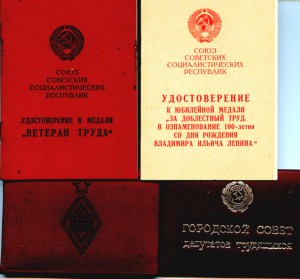 СОЮЗ
СОВЕТСКИХ
СОЦИАЛИСТИЧЕСКИХ
РЕСПУБЛИК
УДОСТОВЕРЕНИЕ К МЕДАЛИ
„ВЕТЕРАН ТРУДА“
СОЮЗ
СОВЕТСКИХ
СОЦИАЛИСТИЧЕСКИХ
РЕСПУБЛИК
УДОСТОВЕРЕНИЕ
К ЮБИЛЕЙНОЙ МЕДАЛИ
„ЗА ДОБЛЕСТНЫЙ ТРУД.
В ОЗНАМЕНОВАНИЕ 100-летия
СО ДНЯ РОЖДЕНИЯ
ВЛАДИМИРА ИЛЬИЧА ЛЕНИНА“
ГОРОДСКОЙ СОВЕТ
депутатов трудящихся